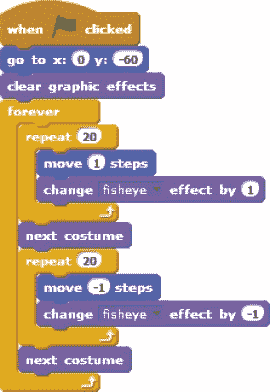 when clicked
go to x: 0 y: -60
clear graphic effects
forever
repeat 20
move 1 steps
change fisheye effect by 1
next costume
repeat 20
move -1 steps
change fisheye effect by -1
next costume